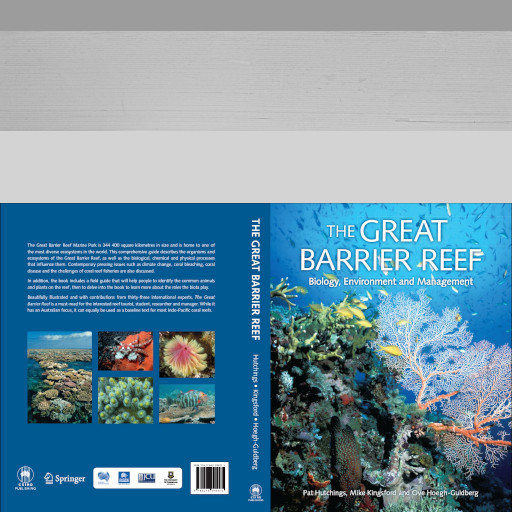 The Great Barrier Reef Marine Park is 344 400 square kilometres in size and is home to one of
the most diverse ecosystems in the world. This comprehensive guide describes the organisms and
ecosystems of the Great Barrier Reef, as well as the biological, chemical and physical processes
that influence them. Contemporary pressing issues such as climate change, coral bleaching, coral
disease and the challenges of coral reef fisheries are also discussed.
In addition, the book includes a field guide that will help people to identify the common animals
and plants on the reef, then to delve into the book to learn more about the roles the biota play.
Beautifully illustrated and with contributions from thirty-three international experts, The Great
Barrier Reef is a must-read for the interested reef tourist, student, researcher and manager. While it
has an Australian focus, it can equally be used as a baseline text for most Indo-Pacific coral reefs.
CSIRO
PUBLISHING
Springer
JCU
THE GREAT BARRIER REEF
Hutchings • Kingsford • Hoegh-Guldberg
CSIRO
PUBLISHING
THE GREAT
BARRIER REEF
Biology, Environment and Management
Pat Hutchings, Mike Kingsford and Ove Hoegh-Guldberg